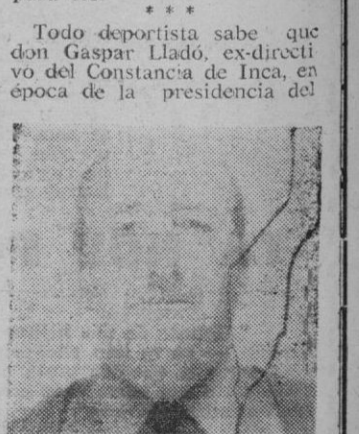 * * *
Todo deportista sabe que
don Gaspar Lladó, ex-directi
vo del Constancia de Inca, en
época de la presidencia del